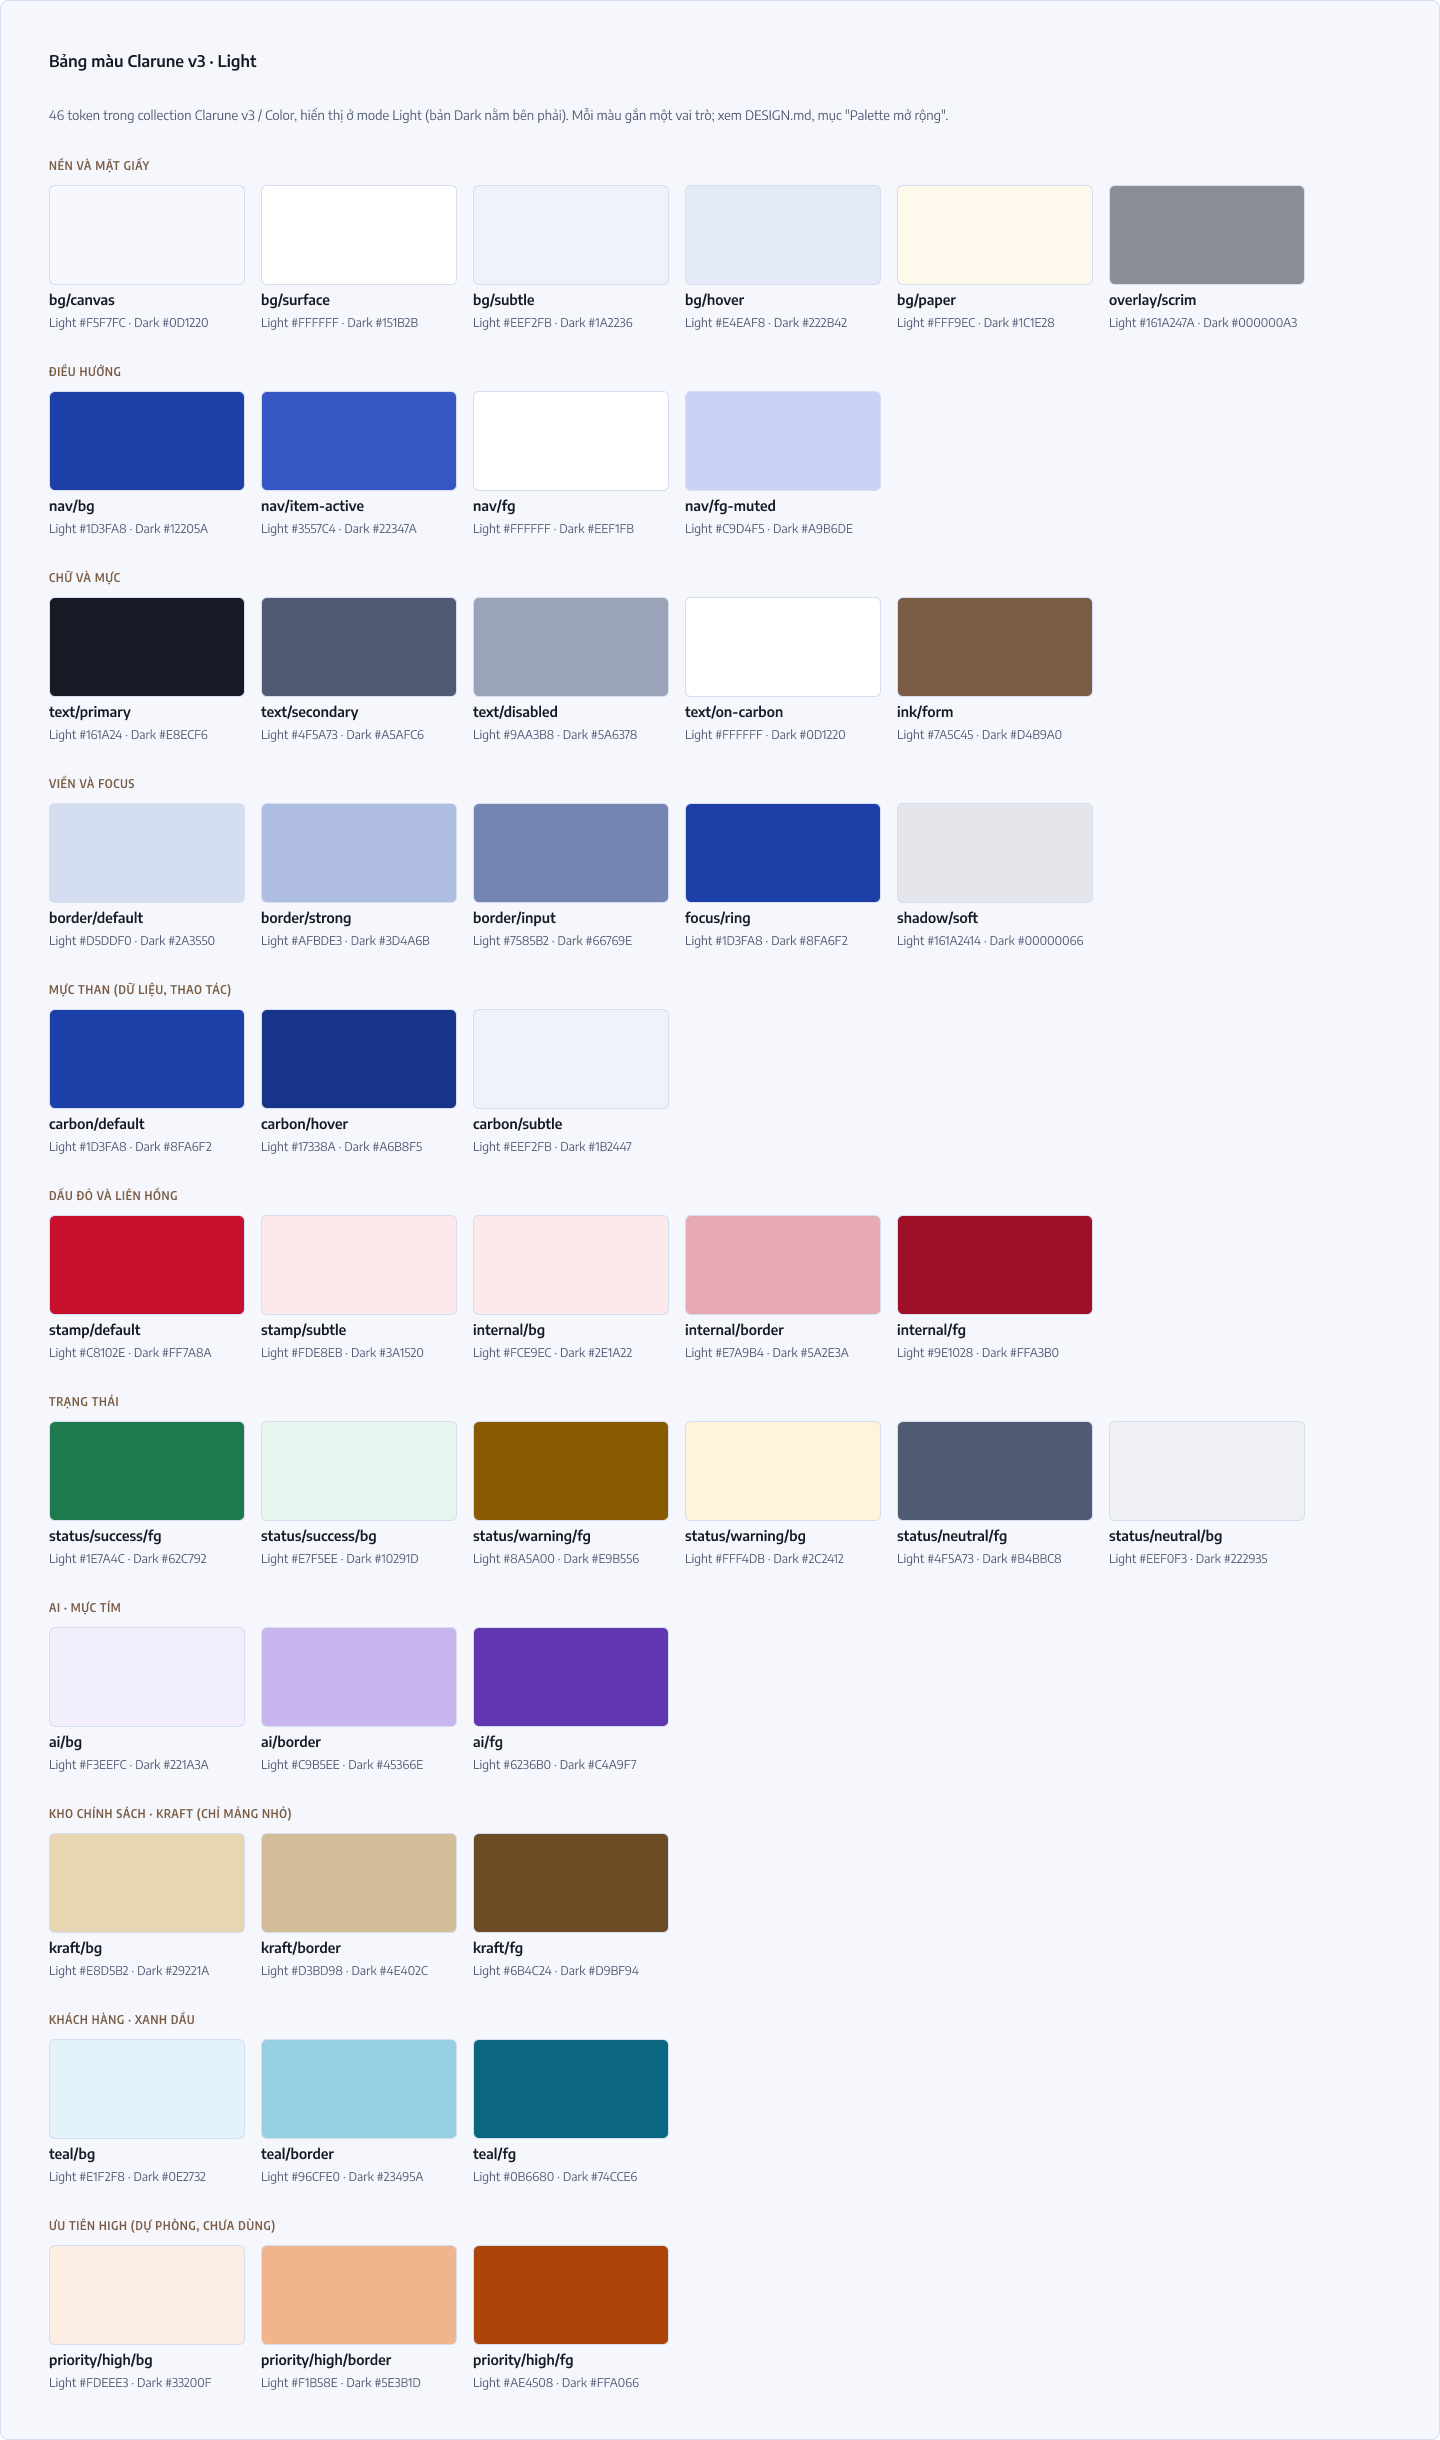 Bảng màu Clarune v3 · Light
46 token trong collection Clarune v3 / Color, hiển thị ở mode Light (bản Dark nằm bên phải). Mỗi màu gắn một vai trò; xem DESIGN.md, mục "Palette mở rộng".
NỀN VÀ MẶT GIẤY
bg/canvas
Light #F5F7FC · Dark #0D1220
bg/surface
Light #FFFFFF · Dark #151B2B
bg/subtle
Light #EEF2FB · Dark #1A2236
bg/hover
Light #E4EAF8 · Dark #222B42
bg/paper
Light #FFF9EC · Dark #1C1E28
overlay/scrim
Light #161A247A · Dark #000000A3
ĐIỀU HƯỚNG
nav/bg
Light #1D3FA8 · Dark #12205A
nav/item-active
Light #3557C4 · Dark #22347A
nav/fg
Light #FFFFFF · Dark #EEF1FB
nav/fg-muted
Light #C9D4F5 · Dark #A9B6DE
CHỮ VÀ MỰC
text/primary
Light #161A24 · Dark #E8ECF6
text/secondary
Light #4F5A73 · Dark #A5AFC6
text/disabled
Light #9AA3B8 · Dark #5A6378
text/on-carbon
Light #FFFFFF · Dark #0D1220
ink/form
Light #7A5C45 · Dark #D4B9A0
VIỀN VÀ FOCUS
border/default
Light #D5DDF0 · Dark #2A3550
border/strong
Light #AFBDE3 · Dark #3D4A6B
border/input
Light #7585B2 · Dark #66769E
focus/ring
Light #1D3FA8 · Dark #8FA6F2
shadow/soft
Light #161A2414 · Dark #00000066
MỰC THAN (DỮ LIỆU, THAO TÁC)
carbon/default
Light #1D3FA8 · Dark #8FA6F2
carbon/hover
Light #17338A · Dark #A6B8F5
carbon/subtle
Light #EEF2FB · Dark #1B2447
DẤU ĐỎ VÀ LIÊN HỒNG
stamp/default
Light #C8102E · Dark #FF7A8A
stamp/subtle
Light #FDE8EB · Dark #3A1520
internal/bg
Light #FCE9EC · Dark #2E1A22
internal/border
Light #E7A9B4 · Dark #5A2E3A
internal/fg
Light #9E1028 · Dark #FFA3B0
TRẠNG THÁI
status/success/fg
Light #1E7A4C · Dark #62C792
status/success/bg
Light #E7F5EE · Dark #10291D
status/warning/fg
Light #8A5A00 · Dark #E9B556
status/warning/bg
Light #FFF4DB · Dark #2C2412
status/neutral/fg
Light #4F5A73 · Dark #B4BBC8
status/neutral/bg
Light #EEF0F3 · Dark #222935
AI · MỰC TÍM
ai/bg
Light #F3EEFC · Dark #221A3A
ai/border
Light #C9B5EE · Dark #45366E
ai/fg
Light #6236B0 · Dark #C4A9F7
KHO CHÍNH SÁCH · KRAFT (CHỈ MẢNG NHỎ)
kraft/bg
Light #E8D5B2 · Dark #29221A
kraft/border
Light #D3BD98 · Dark #4E402C
kraft/fg
Light #6B4C24 · Dark #D9BF94
KHÁCH HÀNG · XANH DẦU
teal/bg
Light #E1F2F8 · Dark #0E2732
teal/border
Light #96CFE0 · Dark #23495A
teal/fg
Light #0B6680 · Dark #74CCE6
ƯU TIÊN HIGH (DỰ PHÒNG, CHƯA DÙNG)
priority/high/bg
Light #FDEEE3 · Dark #33200F
priority/high/border
Light #F1B58E · Dark #5E3B1D
priority/high/fg
Light #AE4508 · Dark #FFA066